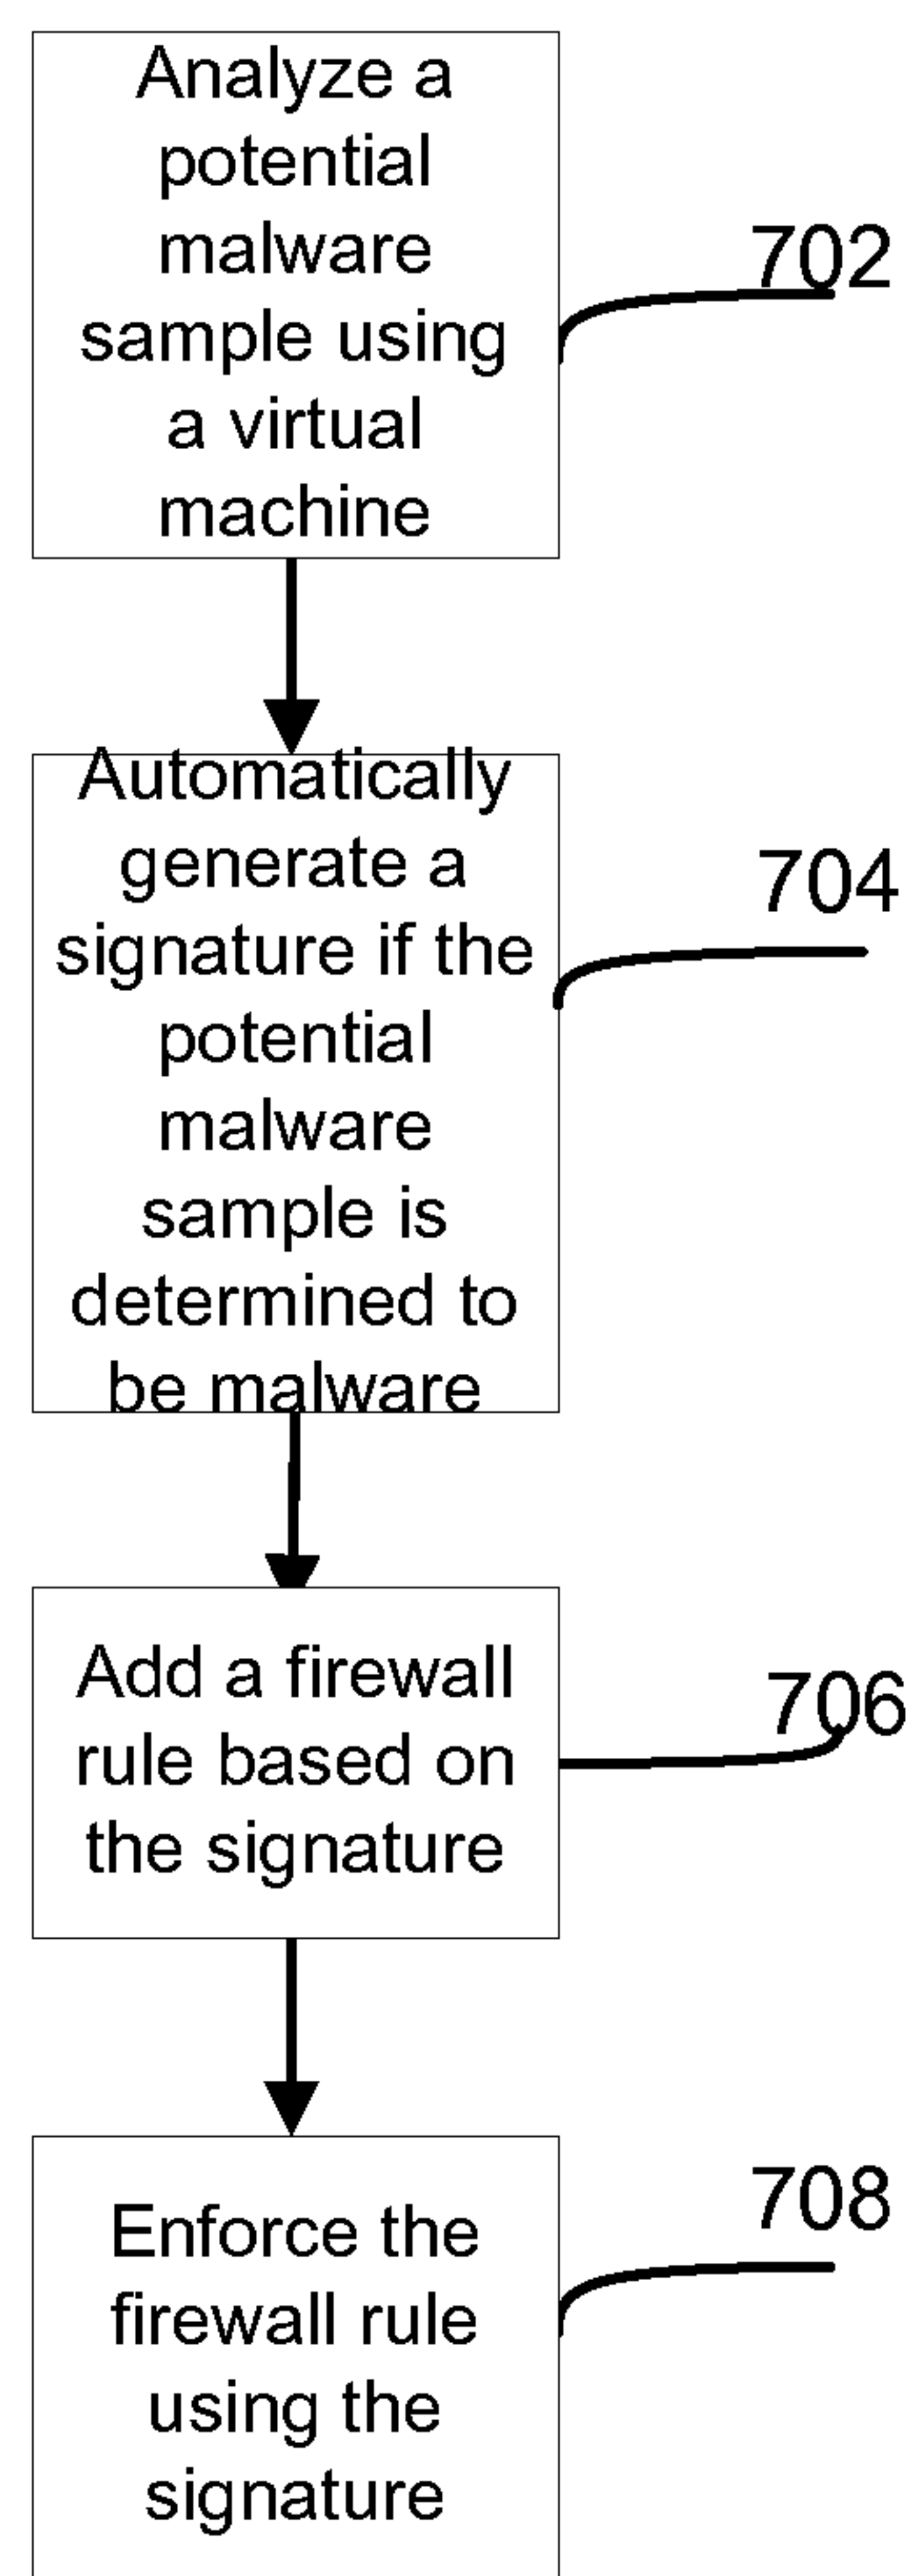 Analyze a
potential
malware
sample using
a virtual
machine
702
Automatically
generate a
signature if the
potential
malware
sample is
determined to
be malware
704
Add a firewall
rule based on
the signature
706
Enforce the
firewall rule
using the
signature
708